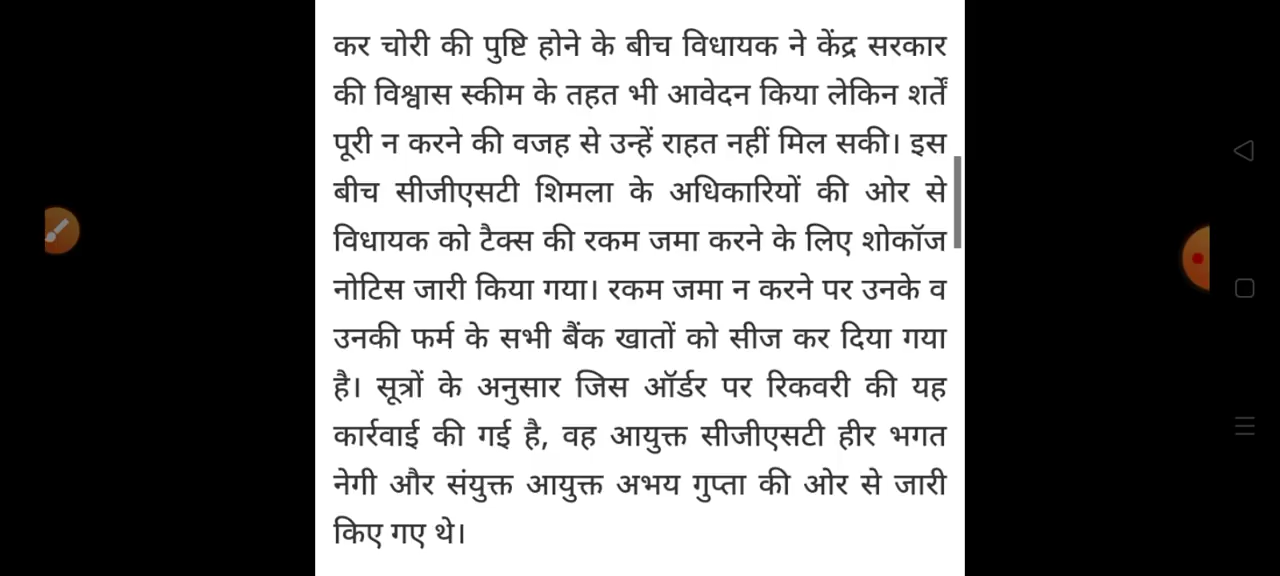 कर चोरी की पुष्टि होने के बीच विधायक ने केंद्र सरकार
की विश्वास स्कीम के तहत भी आवेदन किया लेकिन शर्तें
पूरी न करने की वजह से उन्हें राहत नहीं मिल सकी। इस
बीच सीजीएसटी शिमला के अधिकारियों की ओर से
विधायक को टैक्स की रकम जमा करने के लिए शोकॉज
नोटिस जारी किया गया। रकम जमा न करने पर उनके व
उनकी फर्म के सभी बैंक खातों को सीज कर दिया गया
है। सूत्रों के अनुसार जिस ऑर्डर पर रिकवरी की यह
कार्रवाई की गई है, वह आयुक्त सीजीएसटी हीर भगत
नेगी और संयुक्त आयुक्त अभय गुप्ता की ओर से जारी
किए गए थे।